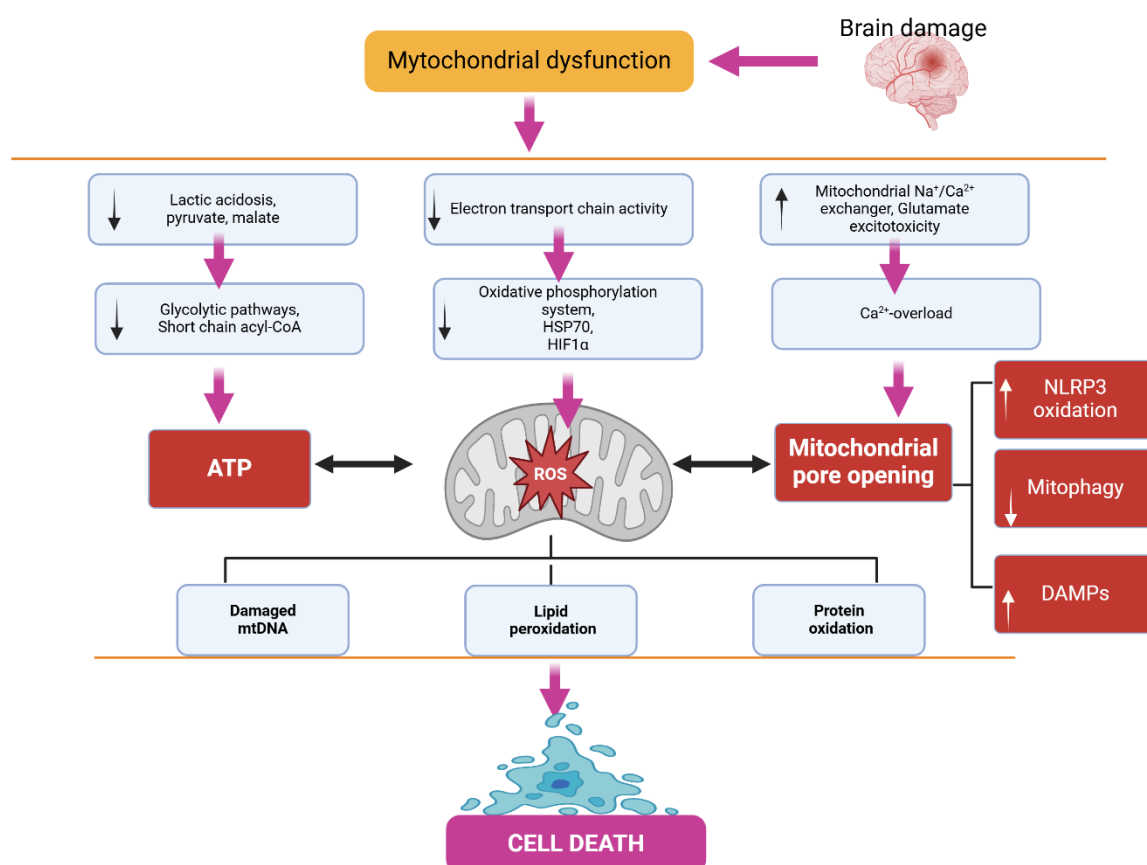 Brain damage
Mytochondrial dysfunction
Lactic acidosis,
pyruvate, malate
Electron transport chain activity
Mitochondrial Na⁺/Ca²⁺
exchanger, Glutamate
excitotoxicity
Glycolytic pathways,
Short chain acyl-CoA
Oxidative phosphorylation
system,
HSP70,
HIF1α
Ca²⁺-overload
ATP
ROS
Mitochondrial
pore opening
NLRP3
oxidation
Mitophagy
DAMPs
Damaged
mtDNA
Lipid
peroxidation
Protein
oxidation
CELL DEATH